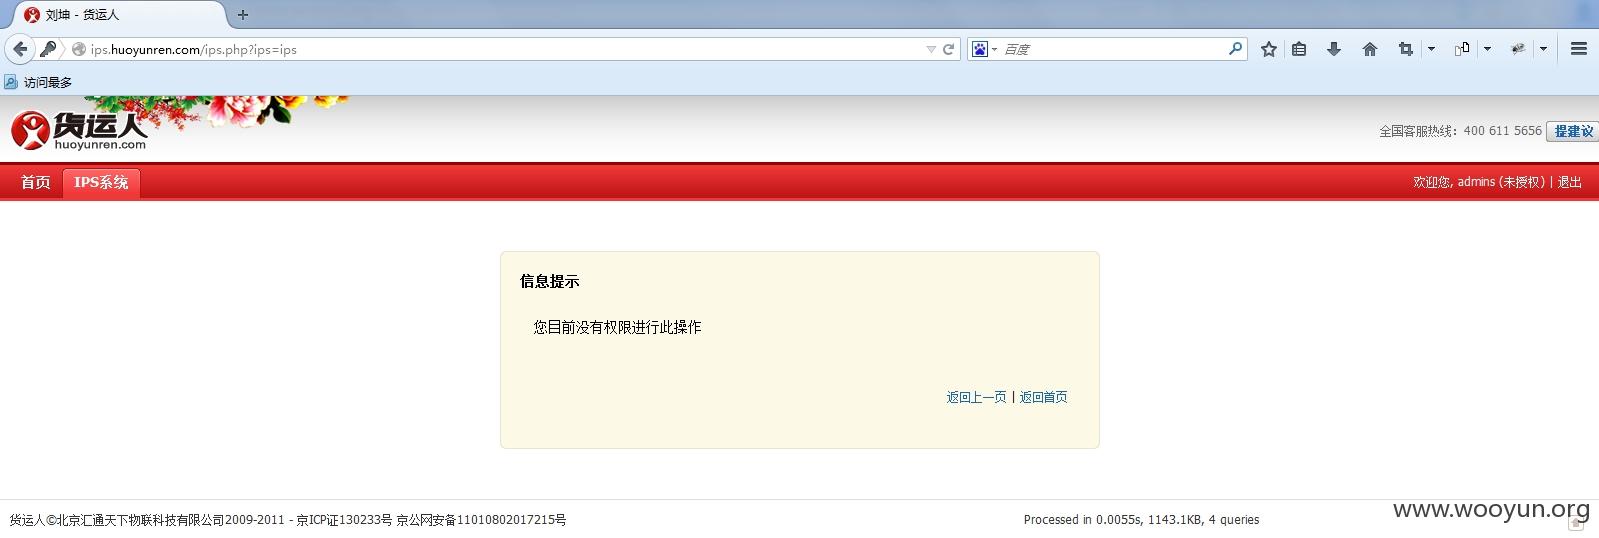 刘坤 - 货运人
ips.huoyunren.com/ips.php?ips=ips
百度
访问最多
货运人
huoyunren.com
全国客服热线：400 611 5656 提建议
首页 IPS系统
欢迎您, admins (未授权) | 退出
信息提示
您目前没有权限进行此操作
返回上一页 | 返回首页
货运人©北京汇通天下物联科技有限公司2009-2011 - 京ICP证130233号 京公网安备11010802017215号
Processed in 0.0055s, 1143.1KB, 4 queries
www.wooyun.org